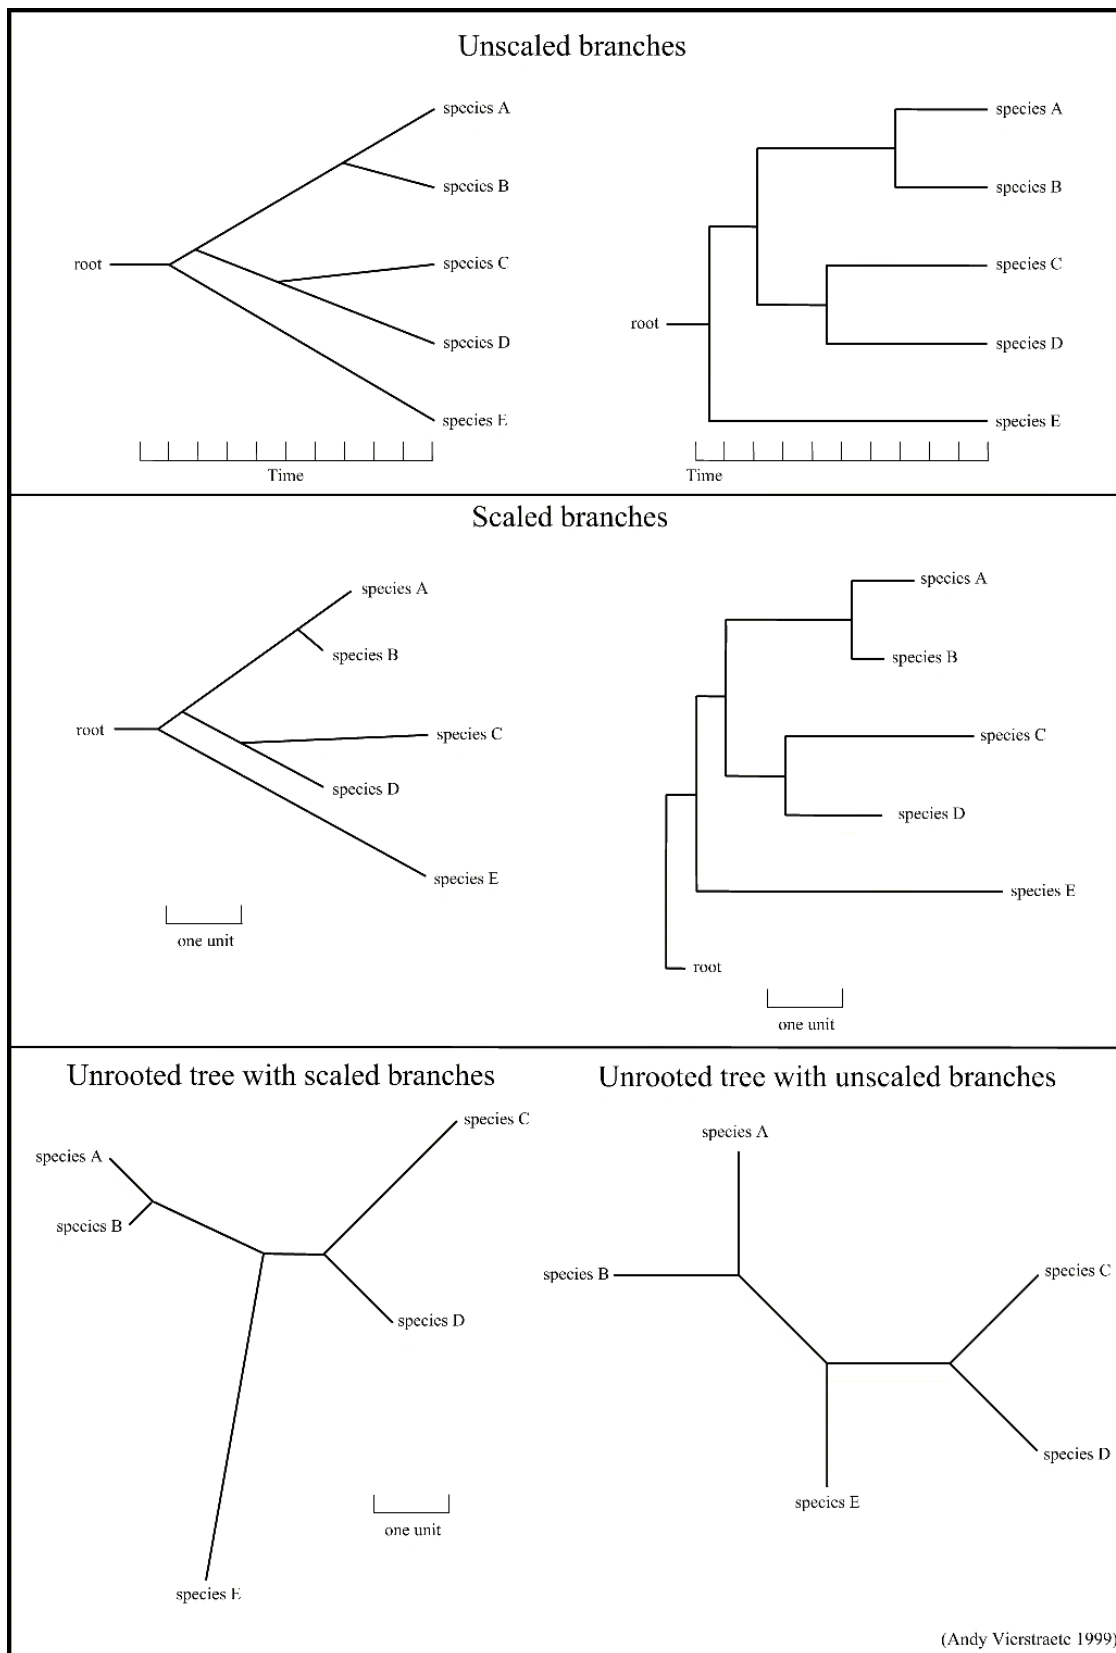 Unscaled branches
species A
species B
root
species C
species D
species E
Time
species A
species B
species C
root
species D
species E
Time
Scaled branches
species A
species B
root
species C
species D
species E
one unit
species A
species B
species C
species D
species E
root
one unit
Unrooted tree with scaled branches
species C
species A
species B
species D
one unit
species E
Unrooted tree with unscaled branches
species A
species B
species C
species D
species E
(Andy Vierstraete 1999)